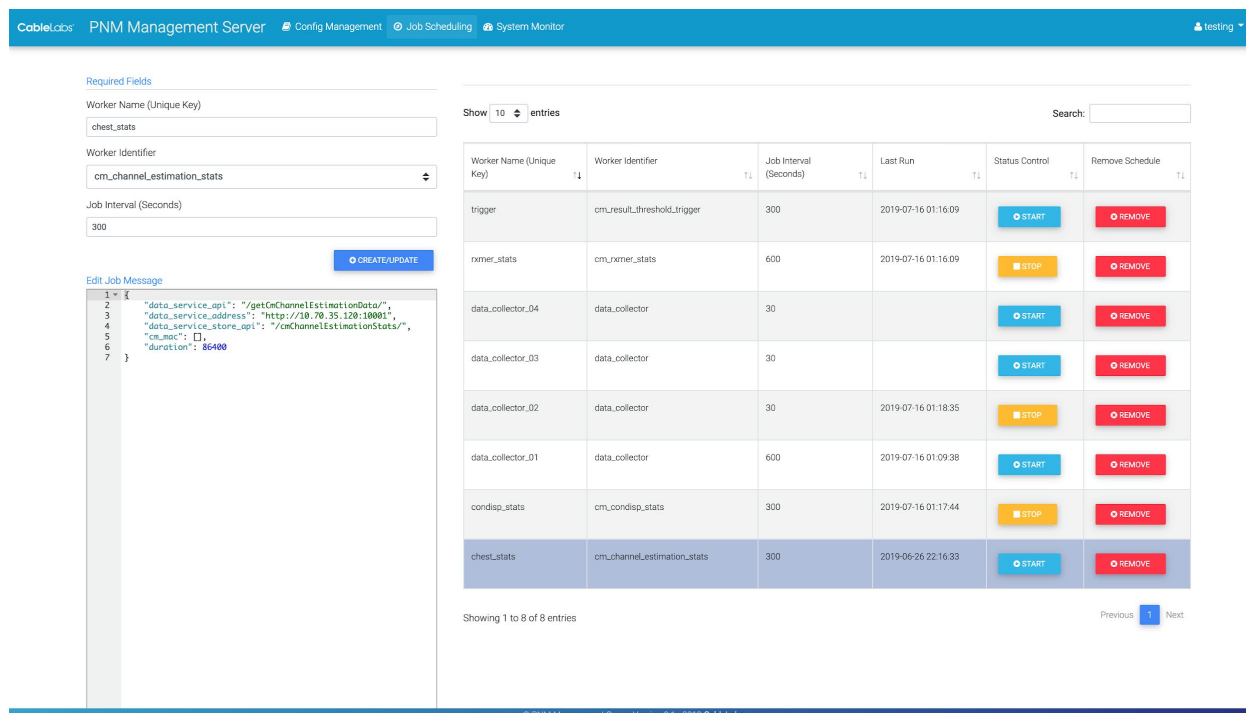 CableLabs PNM Management Server Config Management Job Scheduling System Monitor testing
Required Fields
Worker Name (Unique Key)
chest_stats
Worker Identifier
cm_channel_estimation_stats
Job Interval (Seconds)
300
CREATE/UPDATE
Edit Job Message
1 {
2 "data_service_api": "/getCmChannelEstimationData/",
3 "data_service_address": "http://10.70.35.120:10001",
4 "data_service_store_api": "/cmChannelEstimationStats/",
5 "cm_mac": [],
6 "duration": 86400
7 }
Show 10 entries Search:
Worker Name (Unique Key) Worker Identifier Job Interval (Seconds) Last Run Status Control Remove Schedule
trigger cm_result_threshold_trigger 300 2019-07-16 01:16:09 START REMOVE
rxmer_stats cm_rxmer_stats 600 2019-07-16 01:16:09 STOP REMOVE
data_collector_04 data_collector 30 START REMOVE
data_collector_03 data_collector 30 START REMOVE
data_collector_02 data_collector 30 2019-07-16 01:18:35 STOP REMOVE
data_collector_01 data_collector 600 2019-07-16 01:09:38 START REMOVE
condisp_stats cm_condisp_stats 300 2019-07-16 01:17:44 STOP REMOVE
chest_stats cm_channel_estimation_stats 300 2019-06-26 22:16:33 START REMOVE
Showing 1 to 8 of 8 entries Previous 1 Next